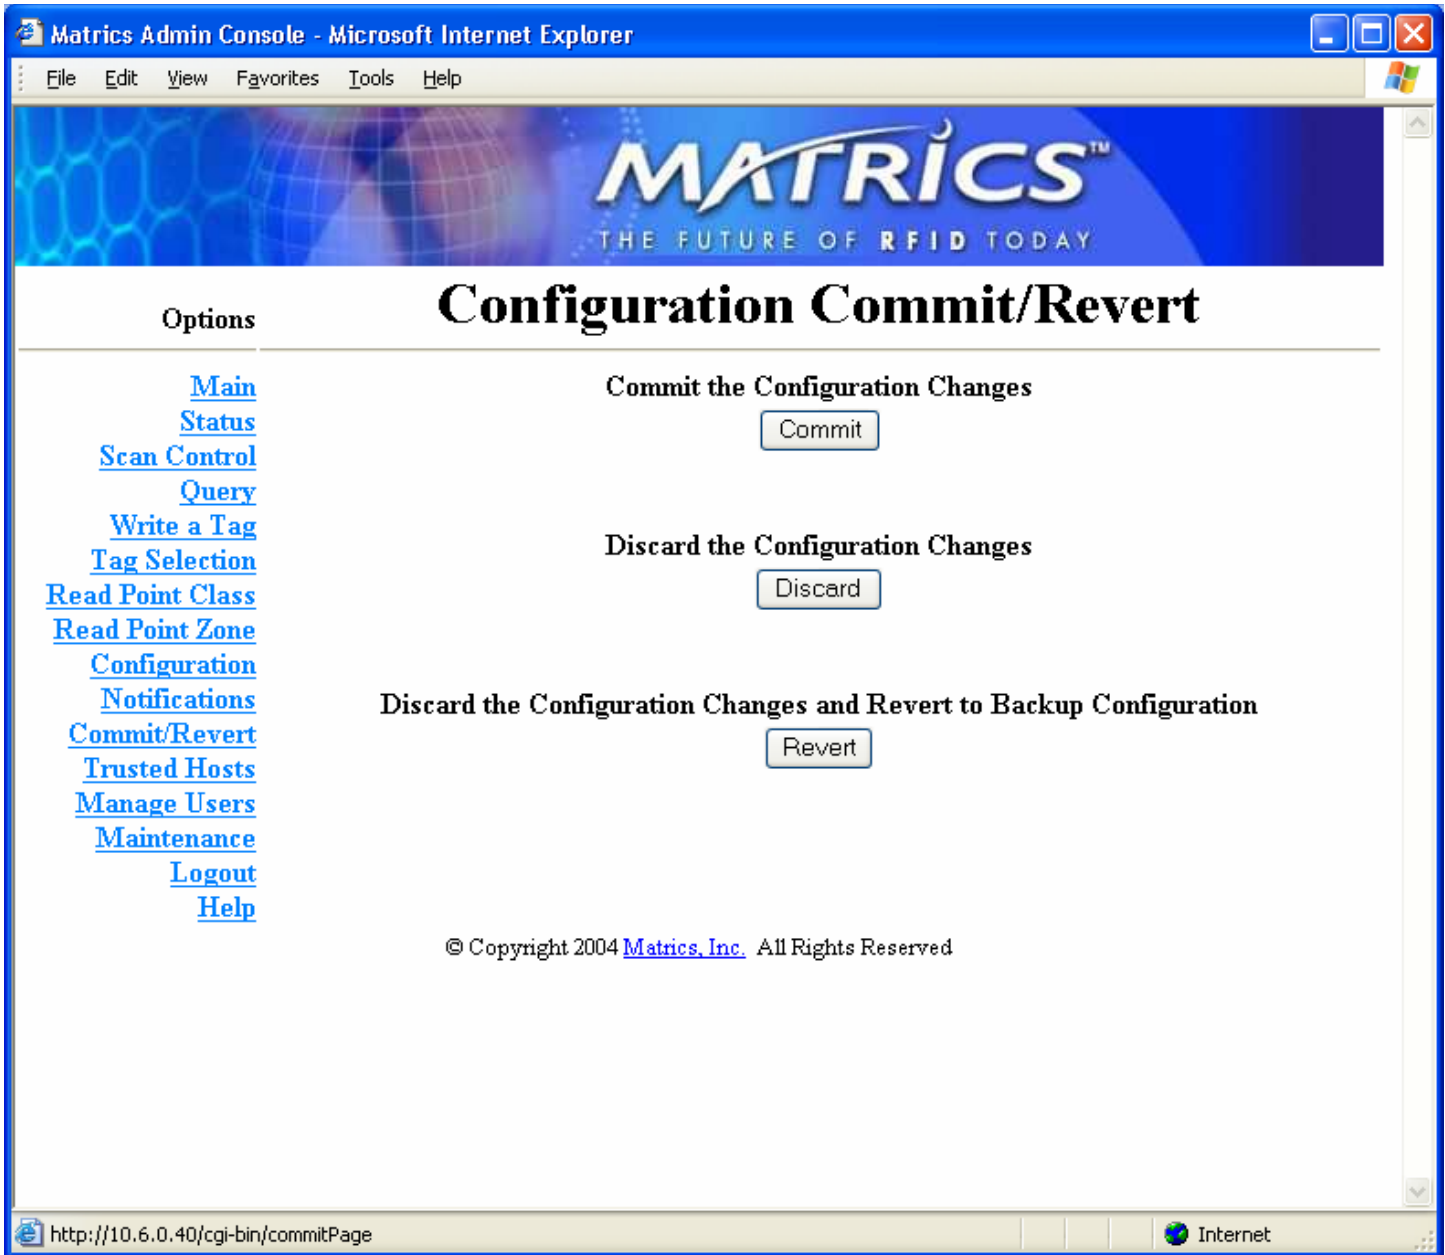 Matrics Admin Console - Microsoft Internet Explorer
File Edit View Favorites Tools Help
MATRICS™
THE FUTURE OF RFID TODAY
Options
Configuration Commit/Revert
Main
Status
Scan Control
Query
Write a Tag
Tag Selection
Read Point Class
Read Point Zone
Configuration
Notifications
Commit/Revert
Trusted Hosts
Manage Users
Maintenance
Logout
Help
Commit the Configuration Changes
Commit
Discard the Configuration Changes
Discard
Discard the Configuration Changes and Revert to Backup Configuration
Revert
© Copyright 2004 Matrics, Inc. All Rights Reserved
http://10.6.0.40/cgi-bin/commitPage
Internet